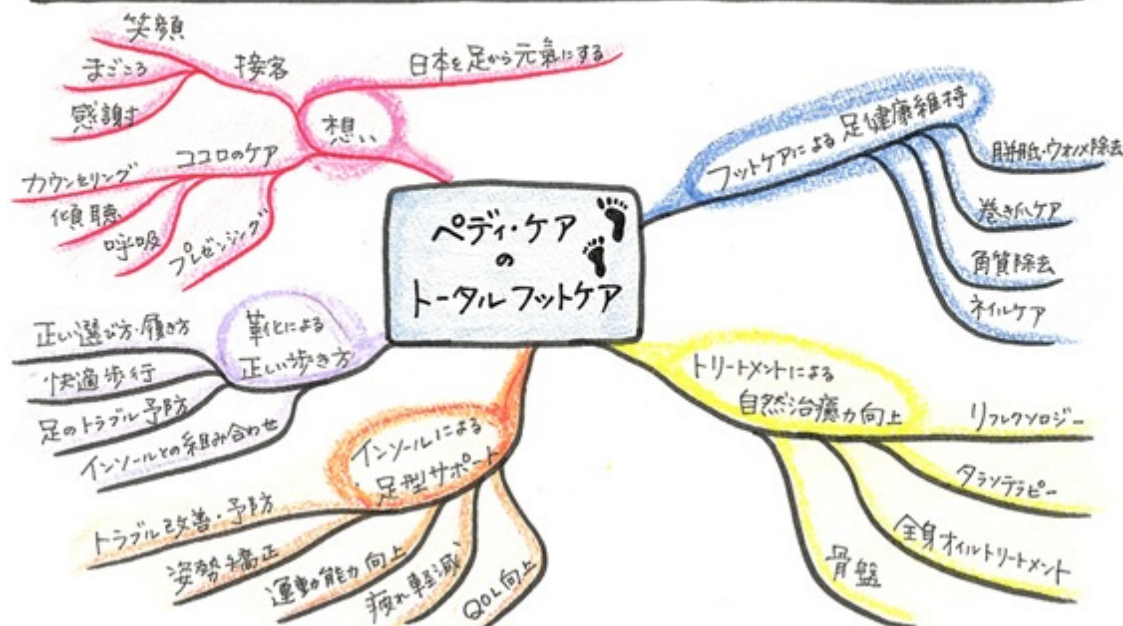 ペディ・ケア
の
トータルフットケア
想い
日本を足から元氣にする
接客
笑顔
まごころ
感謝
ココロのケア
カウンセリング
傾聴
呼吸
プレゼンシング
フットケアによる足健康維持
胼胝・ウオノメ除去
巻き爪ケア
角質除去
ネイルケア
トリートメントによる
自然治癒力向上
リフレクソロジー
タラソテラピー
全身オイルトリートメント
骨盤
インソールによる
足型サポート
トラブル改善・予防
姿勢矯正
運動能力向上
疲れ軽減
QOL向上
靴による
正しい歩き方
正しい選び方・履き方
快適歩行
足のトラブル予防
インソールとの組み合わせ